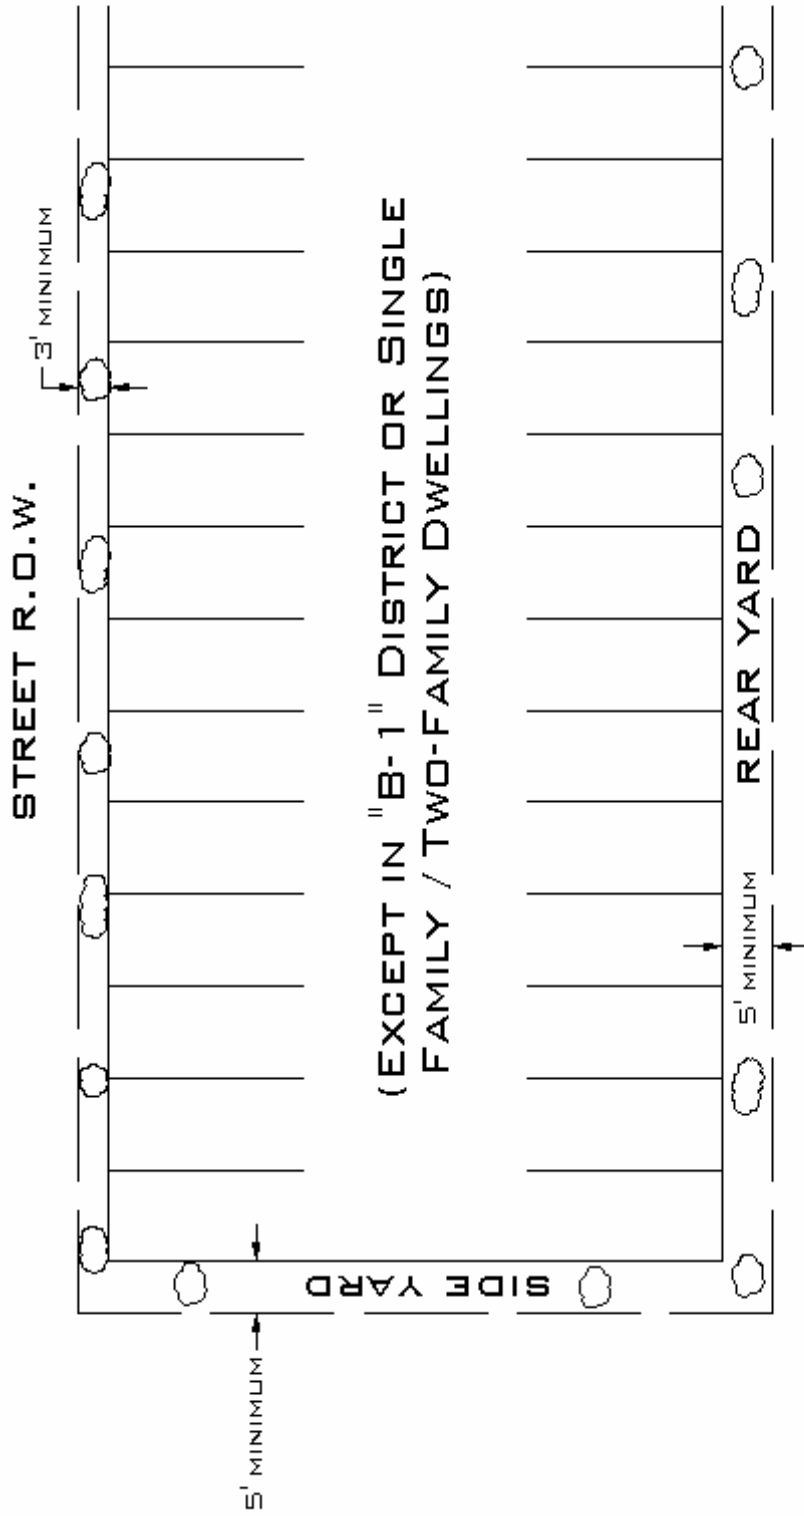 STREET R.O.W.
3' MINIMUM
(EXCEPT IN "B-1" DISTRICT OR SINGLE
FAMILY / TWO-FAMILY DWELLINGS)
REAR YARD
5' MINIMUM
SIDE YARD
5' MINIMUM